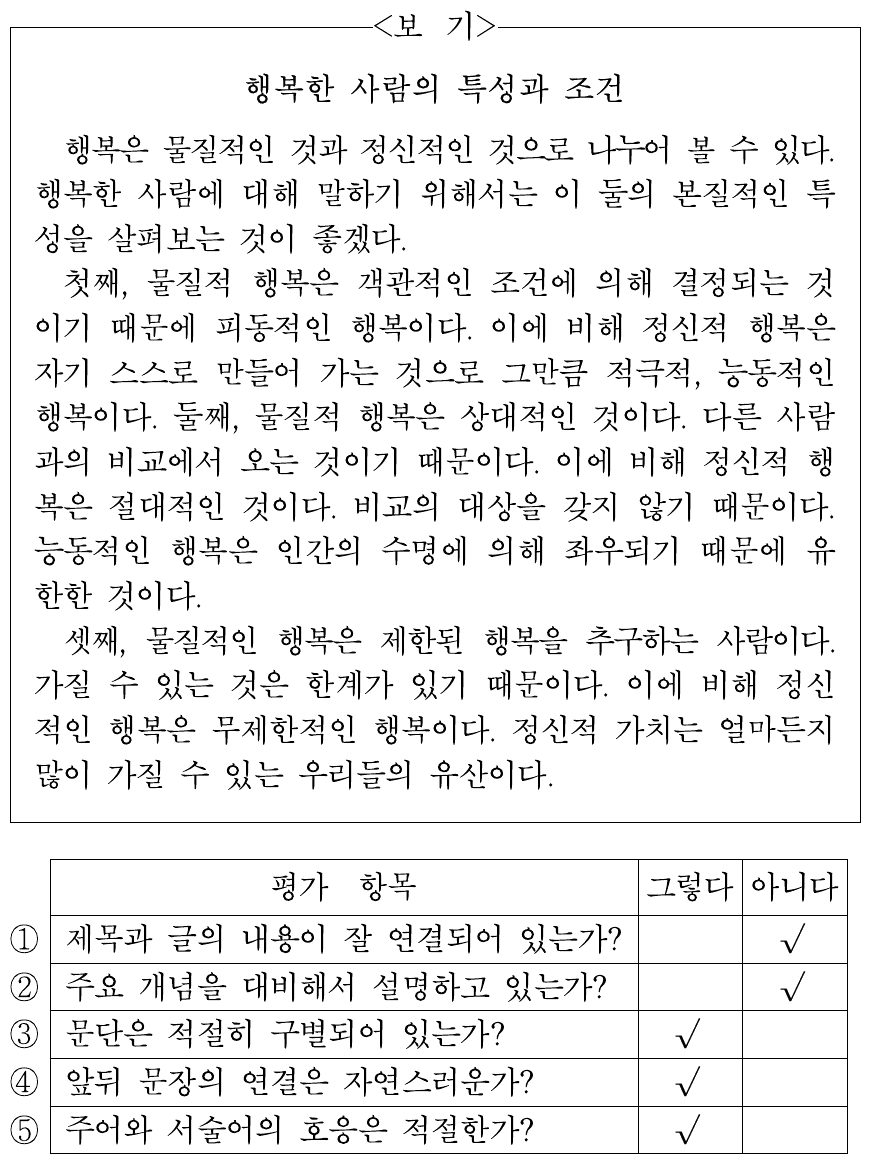 <보 기>
행복한 사람의 특성과 조건
행복은 물질적인 것과 정신적인 것으로 나누어 볼 수 있다.
행복한 사람에 대해 말하기 위해서는 이 둘의 본질적인 특
성을 살펴보는 것이 좋겠다.
첫째, 물질적 행복은 객관적인 조건에 의해 결정되는 것
이기 때문에 피동적인 행복이다. 이에 비해 정신적 행복은
자기 스스로 만들어 가는 것으로 그만큼 적극적, 능동적인
행복이다. 둘째, 물질적 행복은 상대적인 것이다. 다른 사람
과의 비교에서 오는 것이기 때문이다. 이에 비해 정신적 행
복은 절대적인 것이다. 비교의 대상을 갖지 않기 때문이다.
능동적인 행복은 인간의 수명에 의해 좌우되기 때문에 유
한한 것이다.
셋째, 물질적인 행복은 제한된 행복을 추구하는 사람이다.
가질 수 있는 것은 한계가 있기 때문이다. 이에 비해 정신
적인 행복은 무제한적인 행복이다. 정신적 가치는 얼마든지
많이 가질 수 있는 우리들의 유산이다.
평가 항목 그렇다 아니다
① 제목과 글의 내용이 잘 연결되어 있는가? √
② 주요 개념을 대비해서 설명하고 있는가? √
③ 문단은 적절히 구별되어 있는가? √
④ 앞뒤 문장의 연결은 자연스러운가? √
⑤ 주어와 서술어의 호응은 적절한가? √